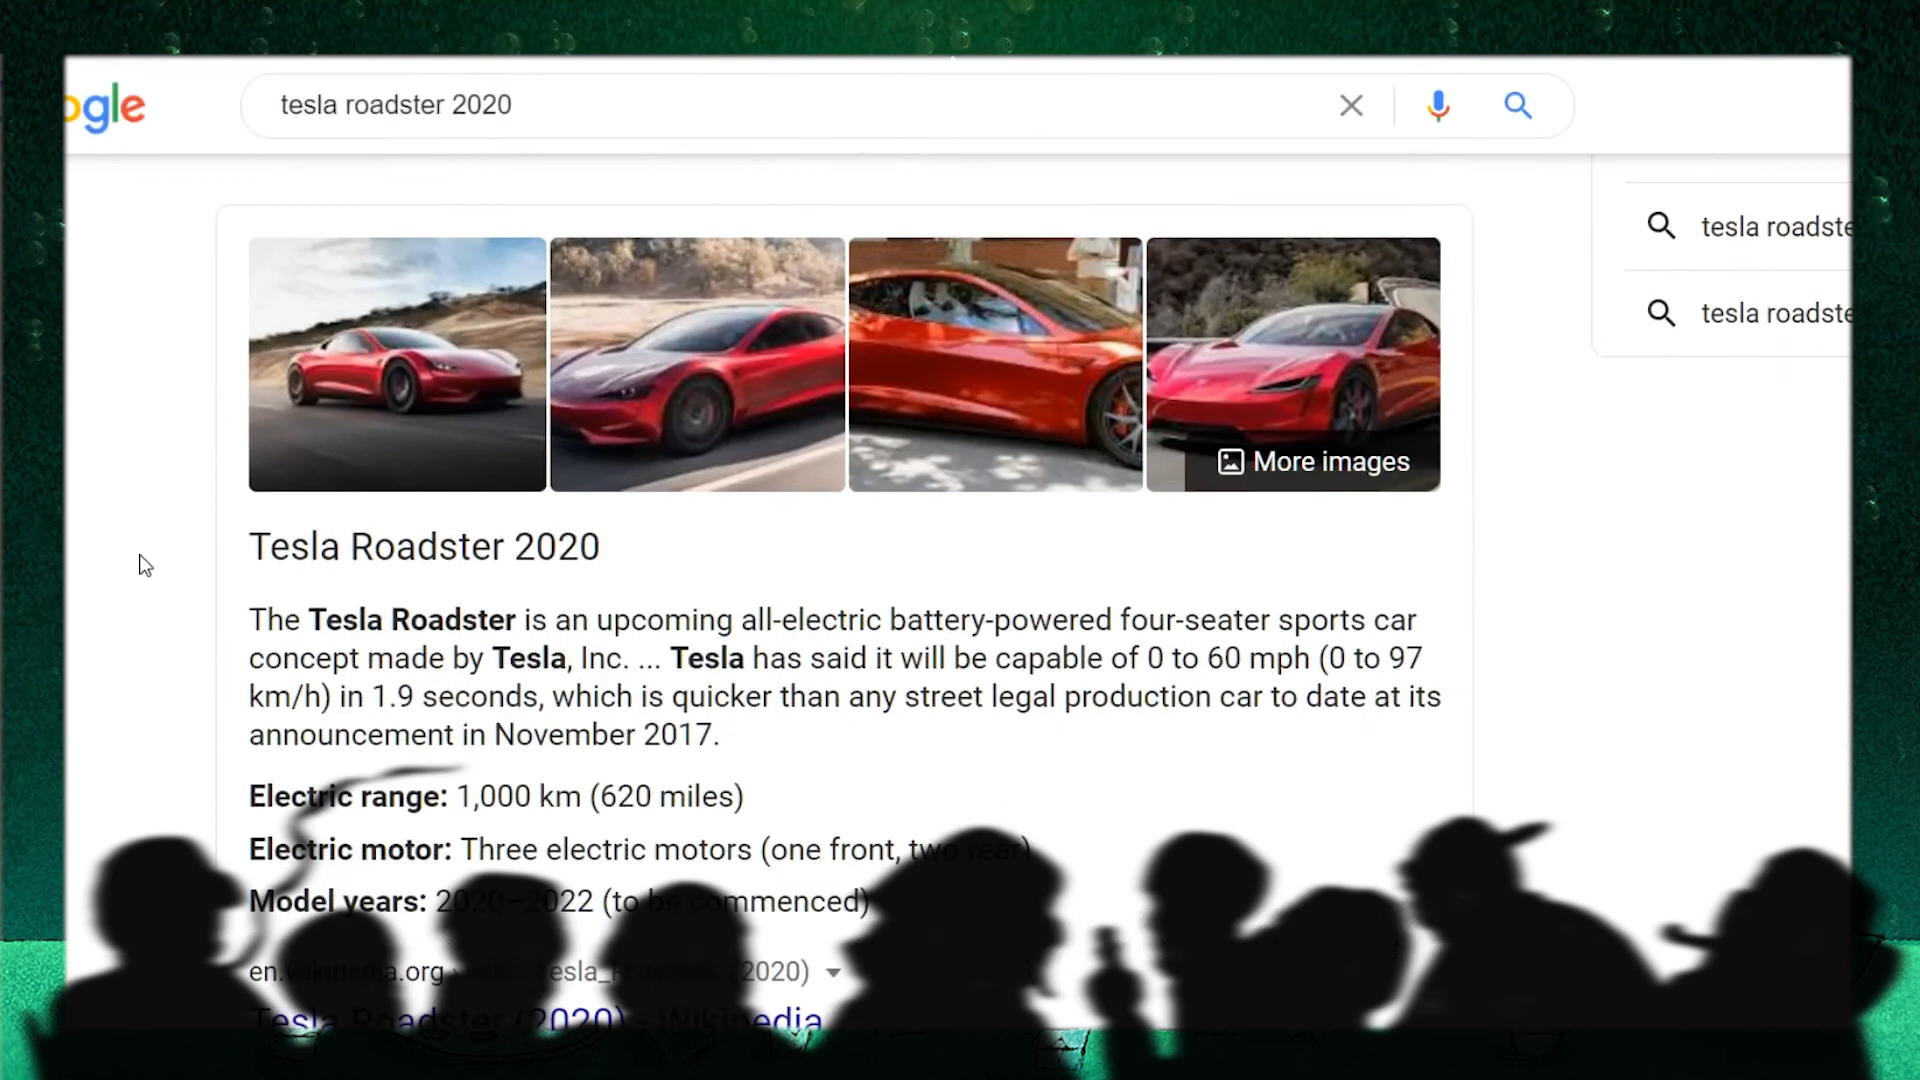 ogle
tesla roadster 2020
tesla roadste
tesla roadste
More images
Tesla Roadster 2020
The Tesla Roadster is an upcoming all-electric battery-powered four-seater sports car
concept made by Tesla, Inc. ... Tesla has said it will be capable of 0 to 60 mph (0 to 97
km/h) in 1.9 seconds, which is quicker than any street legal production car to date at its
announcement in November 2017.
Electric range: 1,000 km (620 miles)
Electric motor: Three electric motors (one front, two rear)
Model years: 2020–2022 (to be commenced)
en.wikipedia.org › wiki › Tesla_Roadster_(2020)
Tesla Roadster (2020) - Wikipedia